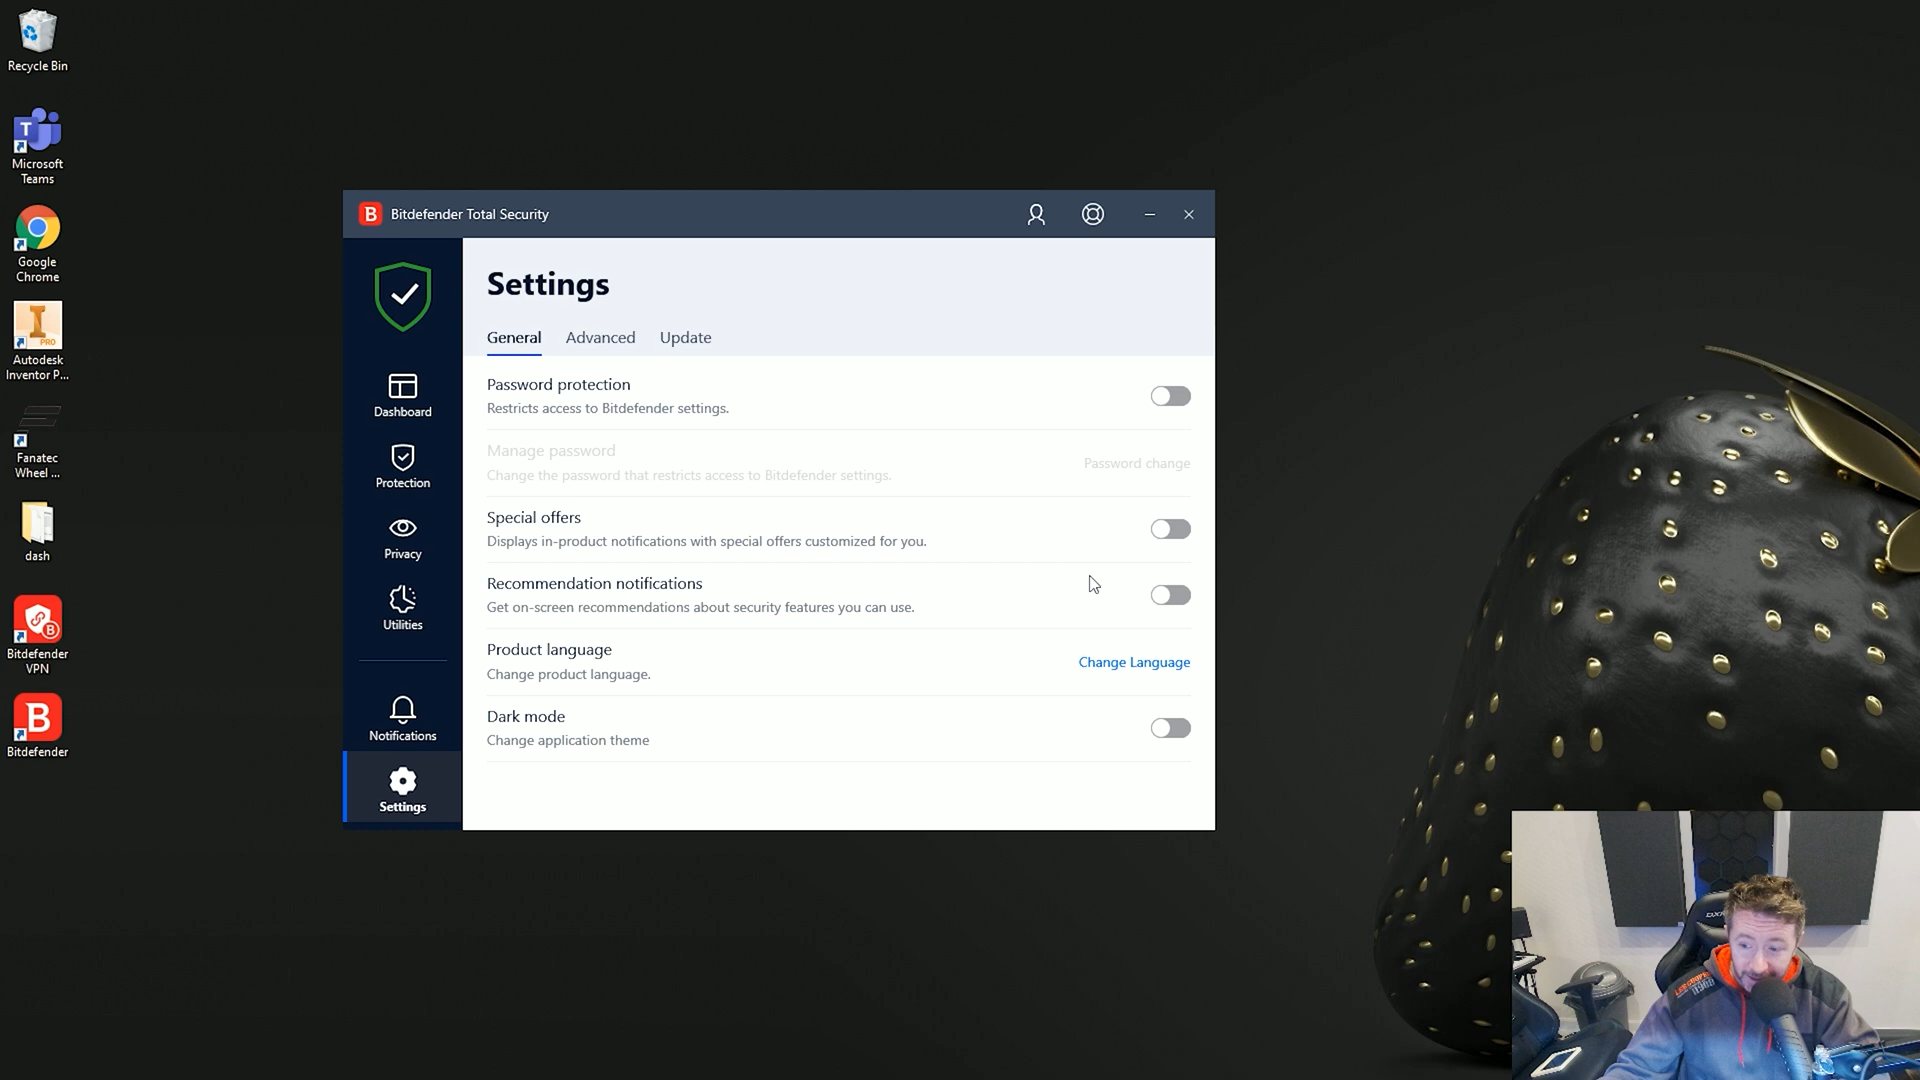 Recycle Bin
Microsoft
Teams
Google
Chrome
Autodesk
Inventor P...
PRO
Fanatec
Wheel ...
dash
Bitdefender
VPN
Bitdefender
B Bitdefender Total Security
Dashboard
Protection
Privacy
Utilities
Notifications
Settings
Settings
General Advanced Update
Password protection
Restricts access to Bitdefender settings.
Manage password
Change the password that restricts access to Bitdefender settings.
Password change
Special offers
Displays in-product notifications with special offers customized for you.
Recommendation notifications
Get on-screen recommendations about security features you can use.
Product language
Change product language.
Change Language
Dark mode
Change application theme